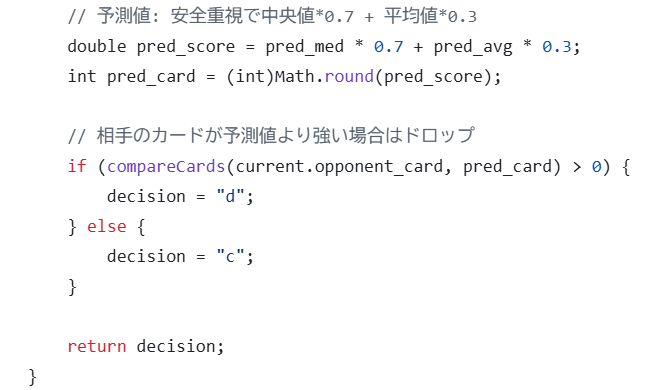 // 予測値: 安全重視で中央値*0.7 + 平均値*0.3
double pred_score = pred_med * 0.7 + pred_avg * 0.3;
int pred_card = (int)Math.round(pred_score);
// 相手のカードが予測値より強い場合はドロップ
if (compareCards(current.opponent_card, pred_card) > 0) {
decision = "d";
} else {
decision = "c";
}
return decision;
}